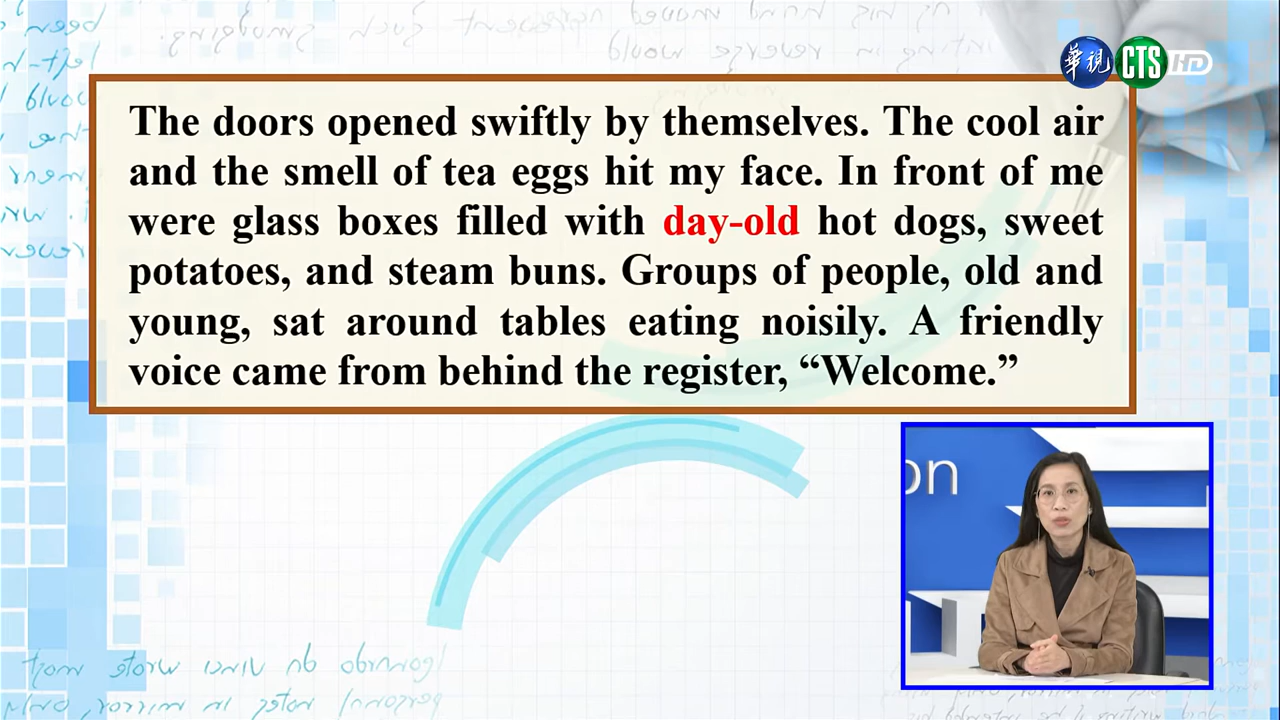 華視 CTS HD
The doors opened swiftly by themselves. The cool air
and the smell of tea eggs hit my face. In front of me
were glass boxes filled with day-old hot dogs, sweet
potatoes, and steam buns. Groups of people, old and
young, sat around tables eating noisily. A friendly
voice came from behind the register, “Welcome.”
on